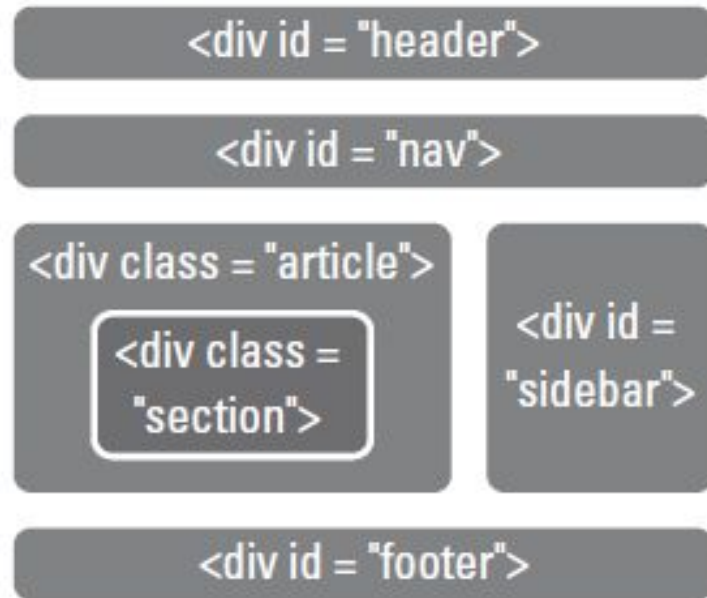 <div id = "header">
<div id = "nav">
<div class = "article">
<div class =
"section">
<div id =
"sidebar">
<div id = "footer">